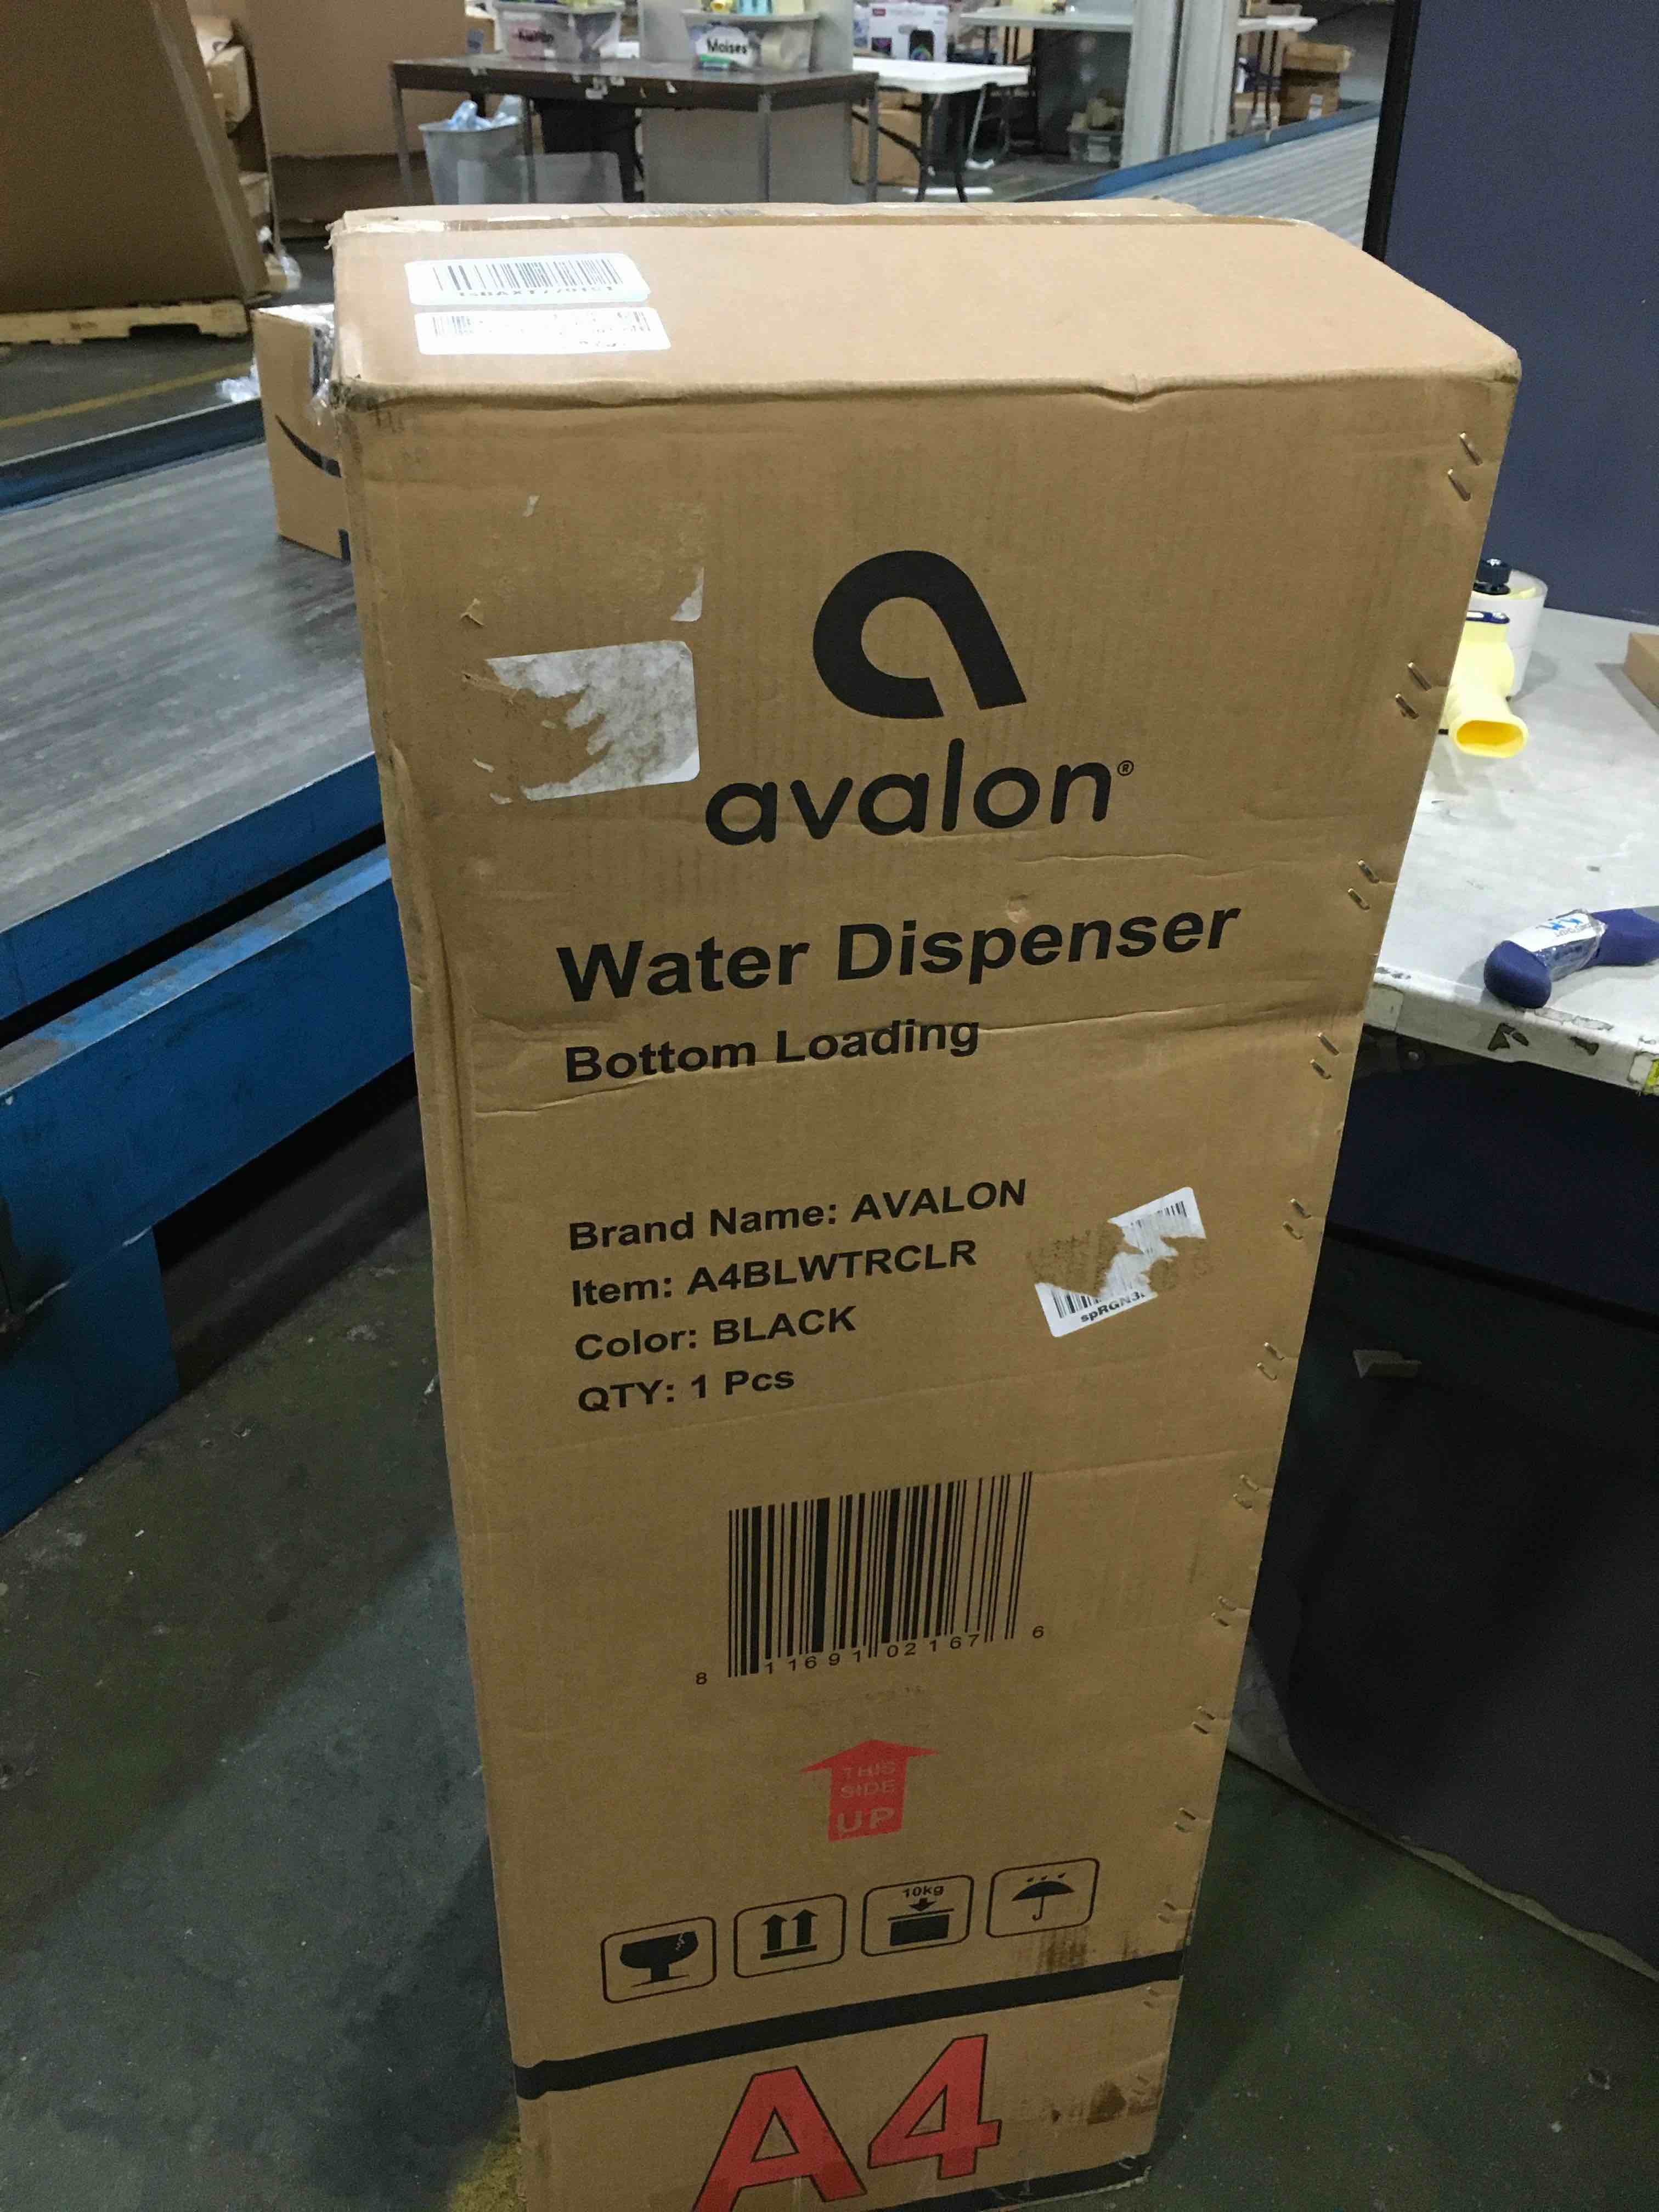 Moises
avalon®
Water Dispenser
Bottom Loading
Brand Name: AVALON
Item: A4BLWTRCLR
Color: BLACK
QTY: 1 Pcs
8 11691 02167 6
THIS
SIDE
UP
10kg
A4